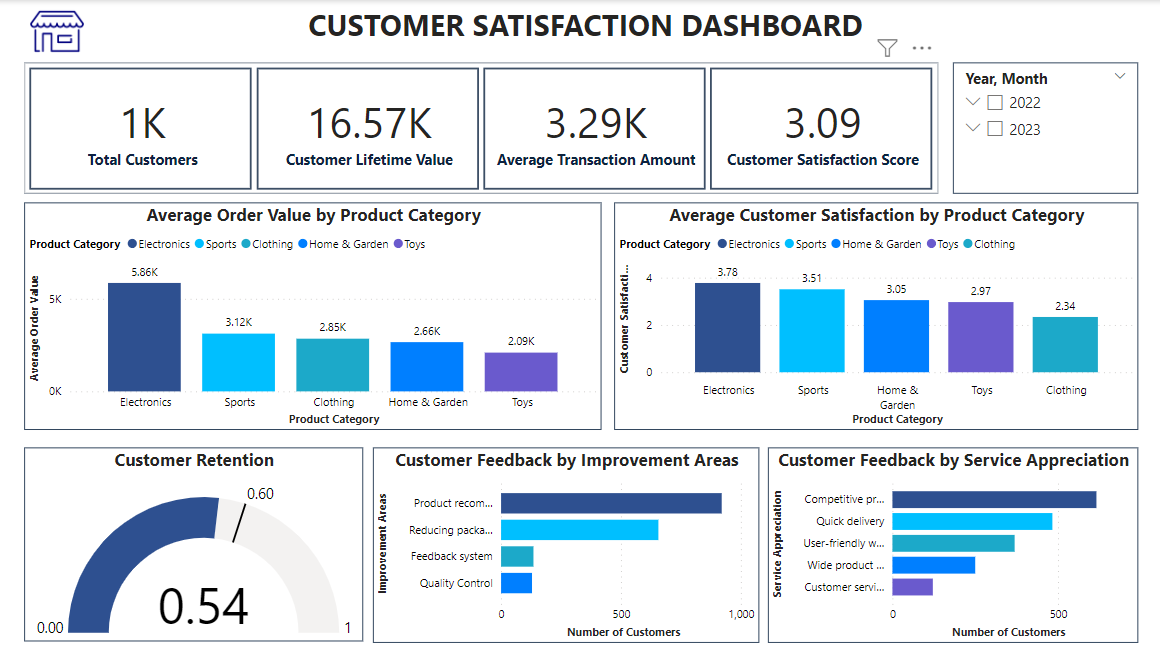 CUSTOMER SATISFACTION DASHBOARD
1K
Total Customers
16.57K
Customer Lifetime Value
3.29K
Average Transaction Amount
3.09
Customer Satisfaction Score
Year, Month
2022
2023
Average Order Value by Product Category
Product Category Electronics Sports Clothing Home & Garden Toys
Average Order Value
5K
0K
5.86K
3.12K
2.85K
2.66K
2.09K
Electronics
Sports
Clothing
Home & Garden
Toys
Product Category
Average Customer Satisfaction by Product Category
Product Category Electronics Sports Home & Garden Toys Clothing
Customer Satisfacti...
4
2
0
3.78
3.51
3.05
2.97
2.34
Electronics
Sports
Home &
Garden
Toys
Clothing
Product Category
Customer Retention
0.60
0.54
0.00
1
Customer Feedback by Improvement Areas
Improvement Areas
Product recom...
Reducing packa...
Feedback system
Quality Control
0
500
1,000
Number of Customers
Customer Feedback by Service Appreciation
Service Appreciation
Competitive pr...
Quick delivery
User-friendly w...
Wide product ...
Customer servi...
0
500
Number of Customers